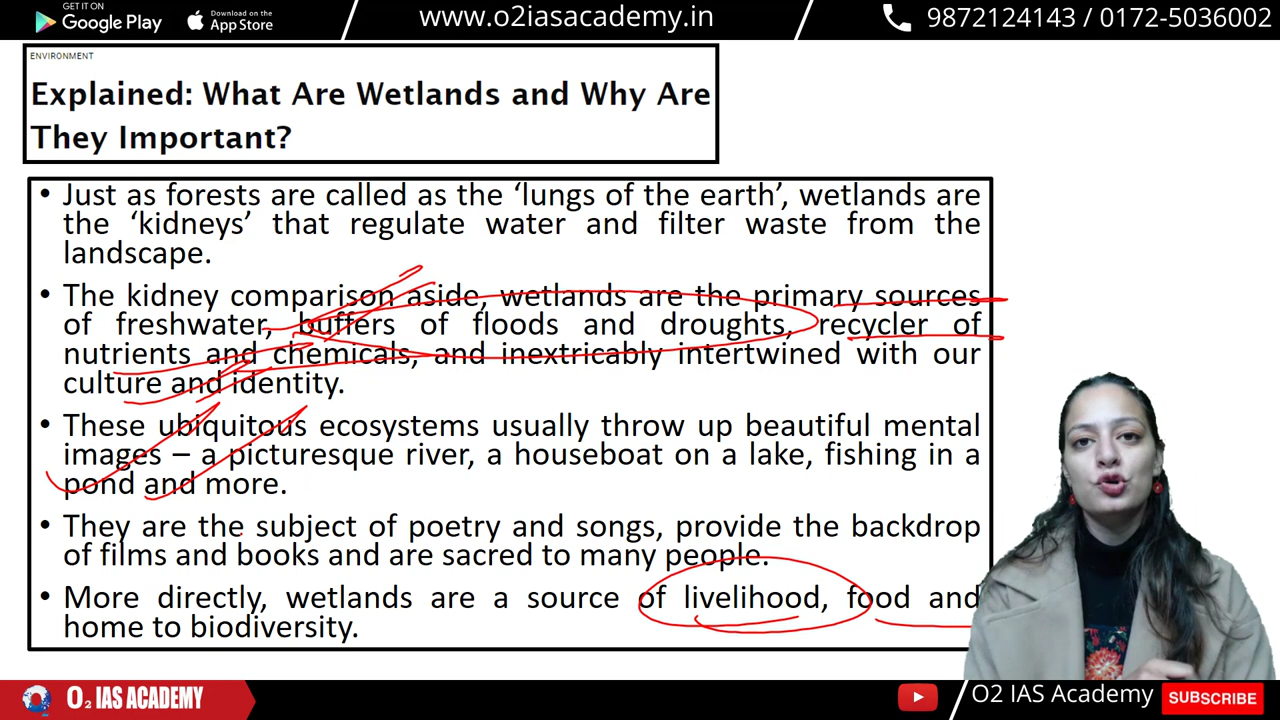 GET IT ON
Google Play
Download on the
App Store
www.o2iasacademy.in
9872124143 / 0172-5036002
ENVIRONMENT
Explained: What Are Wetlands and Why Are
They Important?
• Just as forests are called as the ‘lungs of the earth’, wetlands are
the ‘kidneys’ that regulate water and filter waste from the
landscape.
• The kidney comparison aside, wetlands are the primary sources
of freshwater, buffers of floods and droughts, recycler of
nutrients and chemicals, and inextricably intertwined with our
culture and identity.
• These ubiquitous ecosystems usually throw up beautiful mental
images – a picturesque river, a houseboat on a lake, fishing in a
pond and more.
• They are the subject of poetry and songs, provide the backdrop
of films and books and are sacred to many people.
• More directly, wetlands are a source of livelihood, food and
home to biodiversity.
O₂ IAS ACADEMY
O2 IAS Academy
SUBSCRIBE